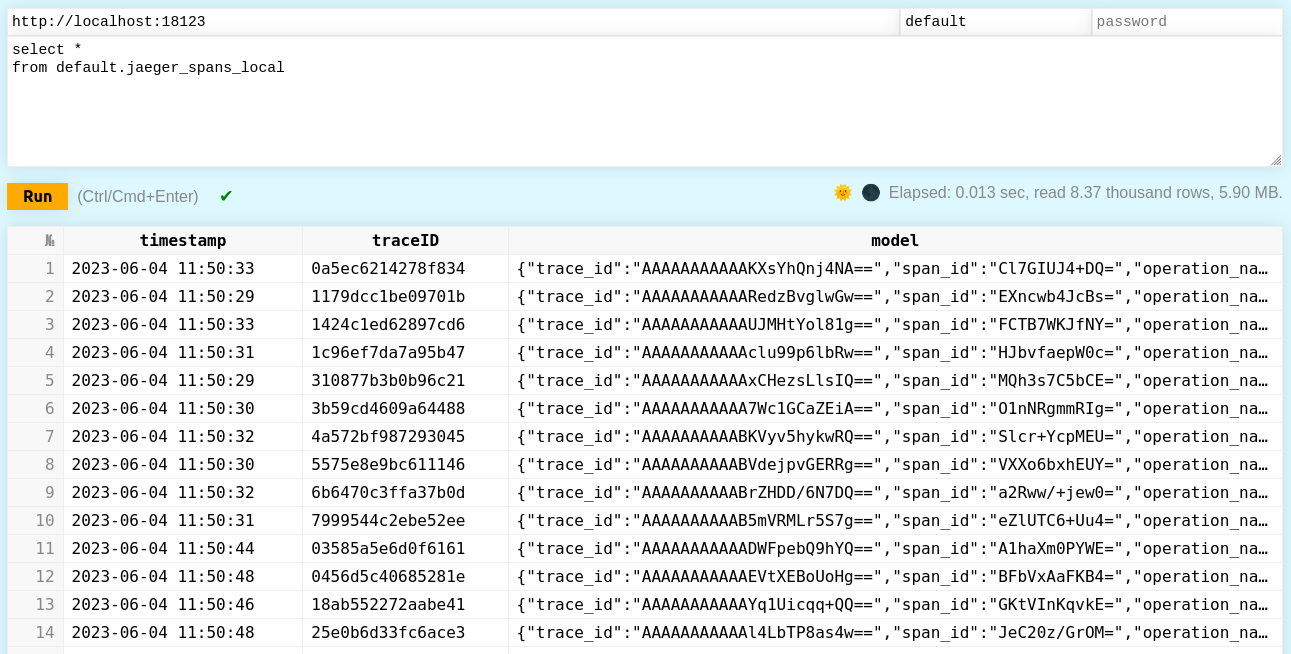 http://localhost:18123 default password
select *
from default.jaeger_spans_local
Run (Ctrl/Cmd+Enter) ✔ 🌞 🌑 Elapsed: 0.013 sec, read 8.37 thousand rows, 5.90 MB.
№ timestamp traceID model
1 2023-06-04 11:50:33 0a5ec6214278f834 {"trace_id":"AAAAAAAAAAAKXsYhQnj4NA==","span_id":"Cl7GIUJ4+DQ=","operation_na…
2 2023-06-04 11:50:29 1179dcc1be09701b {"trace_id":"AAAAAAAAAAARedzBvglwGw==","span_id":"EXncwb4JcBs=","operation_na…
3 2023-06-04 11:50:33 1424c1ed62897cd6 {"trace_id":"AAAAAAAAAAAUJMHtYol81g==","span_id":"FCTB7WKJfNY=","operation_na…
4 2023-06-04 11:50:31 1c96ef7da7a95b47 {"trace_id":"AAAAAAAAAAAclu99p6lbRw==","span_id":"HJbvfaepW0c=","operation_na…
5 2023-06-04 11:50:29 310877b3b0b96c21 {"trace_id":"AAAAAAAAAAAxCHezsLlsIQ==","span_id":"MQh3s7C5bCE=","operation_na…
6 2023-06-04 11:50:30 3b59cd4609a64488 {"trace_id":"AAAAAAAAAAA7Wc1GCaZEiA==","span_id":"O1nNRgmmRIg=","operation_na…
7 2023-06-04 11:50:32 4a572bf987293045 {"trace_id":"AAAAAAAAAABKVyv5hykwRQ==","span_id":"Slcr+YcpMEU=","operation_na…
8 2023-06-04 11:50:30 5575e8e9bc611146 {"trace_id":"AAAAAAAAAABVdejpvGERRg==","span_id":"VXXo6bxhEUY=","operation_na…
9 2023-06-04 11:50:32 6b6470c3ffa37b0d {"trace_id":"AAAAAAAAAABrZHDD/6N7DQ==","span_id":"a2Rww/+jew0=","operation_na…
10 2023-06-04 11:50:31 7999544c2ebe52ee {"trace_id":"AAAAAAAAAAB5mVRMLr5S7g==","span_id":"eZlUTC6+Uu4=","operation_na…
11 2023-06-04 11:50:44 03585a5e6d0f6161 {"trace_id":"AAAAAAAAAAADWFpebQ9hYQ==","span_id":"A1haXm0PYWE=","operation_na…
12 2023-06-04 11:50:48 0456d5c40685281e {"trace_id":"AAAAAAAAAAAEVtXEBoUoHg==","span_id":"BFbVxAaFKB4=","operation_na…
13 2023-06-04 11:50:46 18ab552272aabe41 {"trace_id":"AAAAAAAAAAAYq1Uicqq+QQ==","span_id":"GKtVInKqvkE=","operation_na…
14 2023-06-04 11:50:48 25e0b6d33fc6ace3 {"trace_id":"AAAAAAAAAAAl4LbTP8as4w==","span_id":"JeC20z/GrOM=","operation_na…